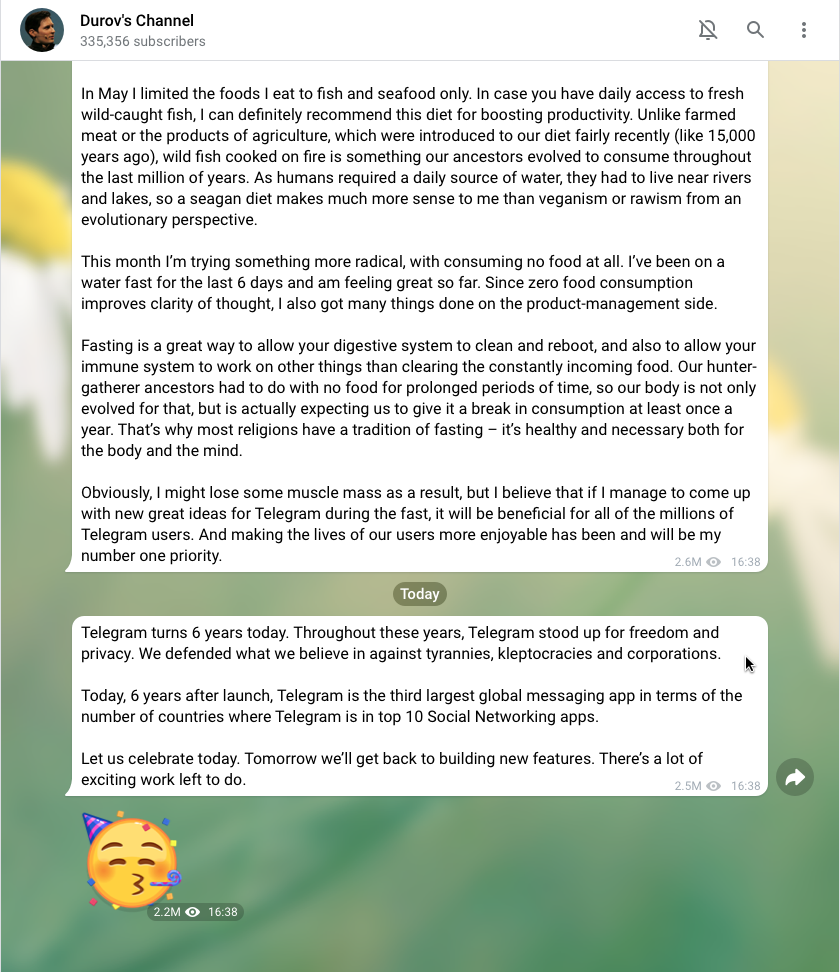 Durov's Channel
335,356 subscribers
In May I limited the foods I eat to fish and seafood only. In case you have daily access to fresh
wild-caught fish, I can definitely recommend this diet for boosting productivity. Unlike farmed
meat or the products of agriculture, which were introduced to our diet fairly recently (like 15,000
years ago), wild fish cooked on fire is something our ancestors evolved to consume throughout
the last million of years. As humans required a daily source of water, they had to live near rivers
and lakes, so a seagan diet makes much more sense to me than veganism or rawism from an
evolutionary perspective.
This month I’m trying something more radical, with consuming no food at all. I’ve been on a
water fast for the last 6 days and am feeling great so far. Since zero food consumption
improves clarity of thought, I also got many things done on the product-management side.
Fasting is a great way to allow your digestive system to clean and reboot, and also to allow your
immune system to work on other things than clearing the constantly incoming food. Our hunter-
gatherer ancestors had to do with no food for prolonged periods of time, so our body is not only
evolved for that, but is actually expecting us to give it a break in consumption at least once a
year. That’s why most religions have a tradition of fasting – it’s healthy and necessary both for
the body and the mind.
Obviously, I might lose some muscle mass as a result, but I believe that if I manage to come up
with new great ideas for Telegram during the fast, it will be beneficial for all of the millions of
Telegram users. And making the lives of our users more enjoyable has been and will be my
number one priority.
2.6M 16:38
Today
Telegram turns 6 years today. Throughout these years, Telegram stood up for freedom and
privacy. We defended what we believe in against tyrannies, kleptocracies and corporations.
Today, 6 years after launch, Telegram is the third largest global messaging app in terms of the
number of countries where Telegram is in top 10 Social Networking apps.
Let us celebrate today. Tomorrow we’ll get back to building new features. There’s a lot of
exciting work left to do.
2.5M 16:38
2.2M 16:38